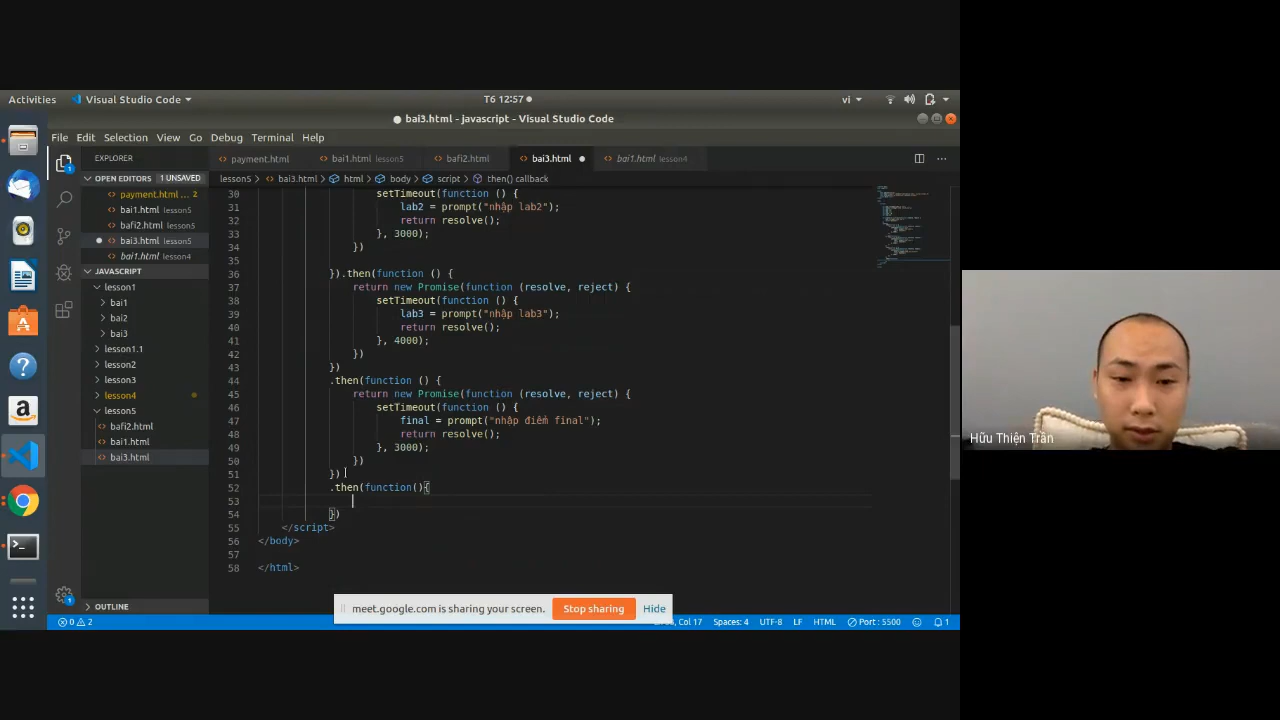 Activities
Visual Studio Code
T6 12:57
vi
bai3.html - javascript - Visual Studio Code
File Edit Selection View Go Debug Terminal Help
EXPLORER
payment.html bai1.html lesson5 bafi2.html bai3.html bai1.html lesson4
OPEN EDITORS 1 UNSAVED
lesson5 > bai3.html > html > body > script > then() callback
payment.html ... 2
bai1.html lesson5
bafi2.html lesson5
bai3.html lesson5
bai1.html lesson4
JAVASCRIPT
lesson1
bai1
bai2
bai3
lesson1.1
lesson2
lesson3
lesson4
lesson5
bafi2.html
bai1.html
bai3.html
OUTLINE
30 setTimeout(function () {
31 lab2 = prompt("nhập lab2");
32 return resolve();
33 }, 3000);
34 })
35
36 }).then(function () {
37 return new Promise(function (resolve, reject) {
38 setTimeout(function () {
39 lab3 = prompt("nhập lab3");
40 return resolve();
41 }, 4000);
42 })
43 })
44 .then(function () {
45 return new Promise(function (resolve, reject) {
46 setTimeout(function () {
47 final = prompt("nhập điểm final");
48 return resolve();
49 }, 3000);
50 })
51 })
52 .then(function(){
53
54 })
55 </script>
56 </body>
57
58 </html>
meet.google.com is sharing your screen. Stop sharing Hide
0 2
Col 17 Spaces: 4 UTF-8 LF HTML Port : 5500 1
Hữu Thiện Trần